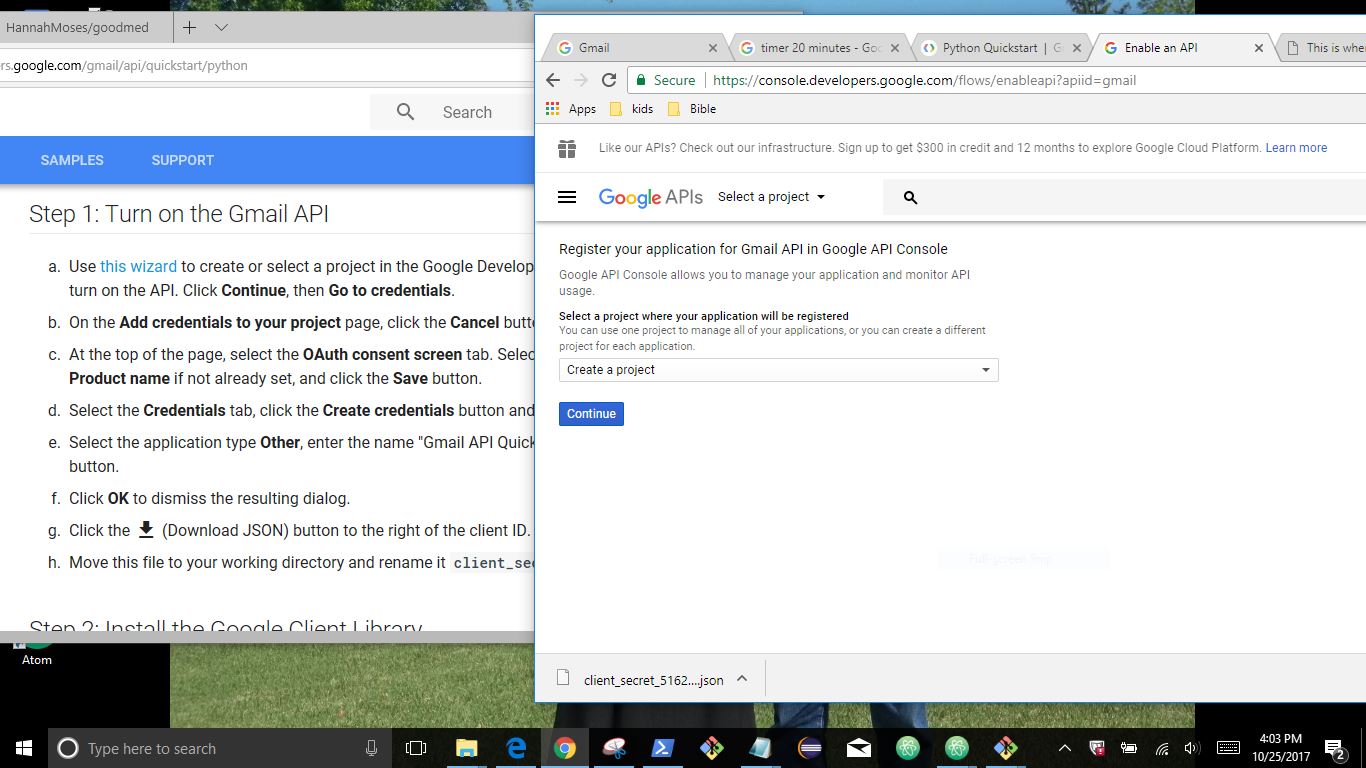 HannahMoses/goodmed
rs.google.com/gmail/api/quickstart/python
Search
SAMPLES SUPPORT
Step 1: Turn on the Gmail API
a. Use this wizard to create or select a project in the Google Develop
turn on the API. Click Continue, then Go to credentials.
b. On the Add credentials to your project page, click the Cancel butt
c. At the top of the page, select the OAuth consent screen tab. Selec
Product name if not already set, and click the Save button.
d. Select the Credentials tab, click the Create credentials button and
e. Select the application type Other, enter the name "Gmail API Quick
button.
f. Click OK to dismiss the resulting dialog.
g. Click the (Download JSON) button to the right of the client ID.
h. Move this file to your working directory and rename it client_sec
Step 2: Install the Google Client Library
Atom
Gmail
timer 20 minutes - Goo
Python Quickstart | G
Enable an API
This is whe
Secure https://console.developers.google.com/flows/enableapi?apiid=gmail
Apps kids Bible
Like our APIs? Check out our infrastructure. Sign up to get $300 in credit and 12 months to explore Google Cloud Platform. Learn more
Google APIs Select a project
Register your application for Gmail API in Google API Console
Google API Console allows you to manage your application and monitor API
usage.
Select a project where your application will be registered
You can use one project to manage all of your applications, or you can create a different
project for each application.
Create a project
Continue
Full-screen Snip
client_secret_5162....json
Type here to search
4:03 PM
10/25/2017
2